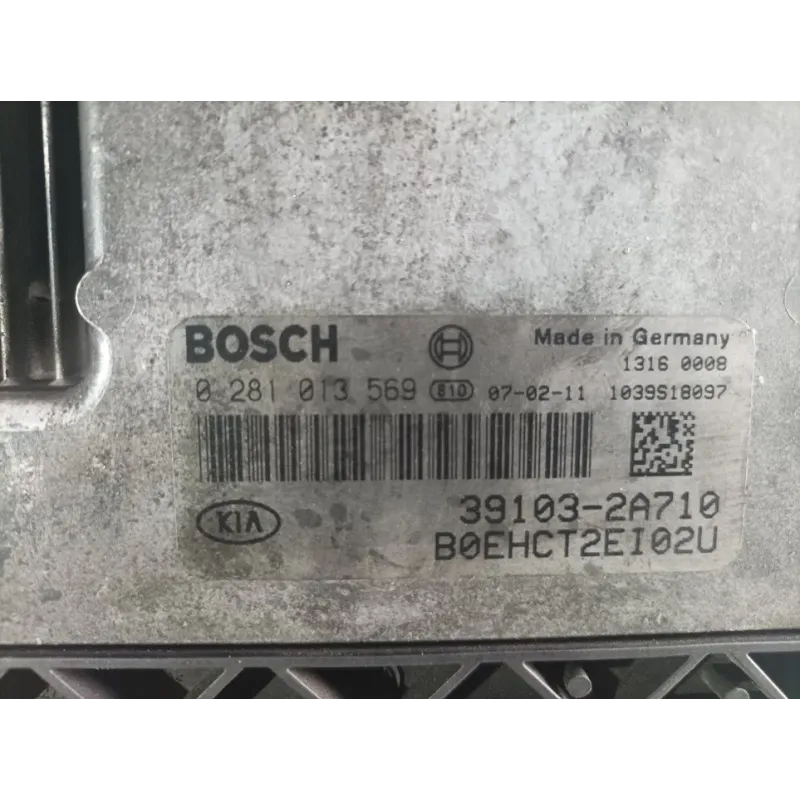 BOSCH
Made in Germany
1316 0008
0 281 013 569 810 07-02-11 1039S18097
KIA
39103-2A710
B0EHCT2EI02U